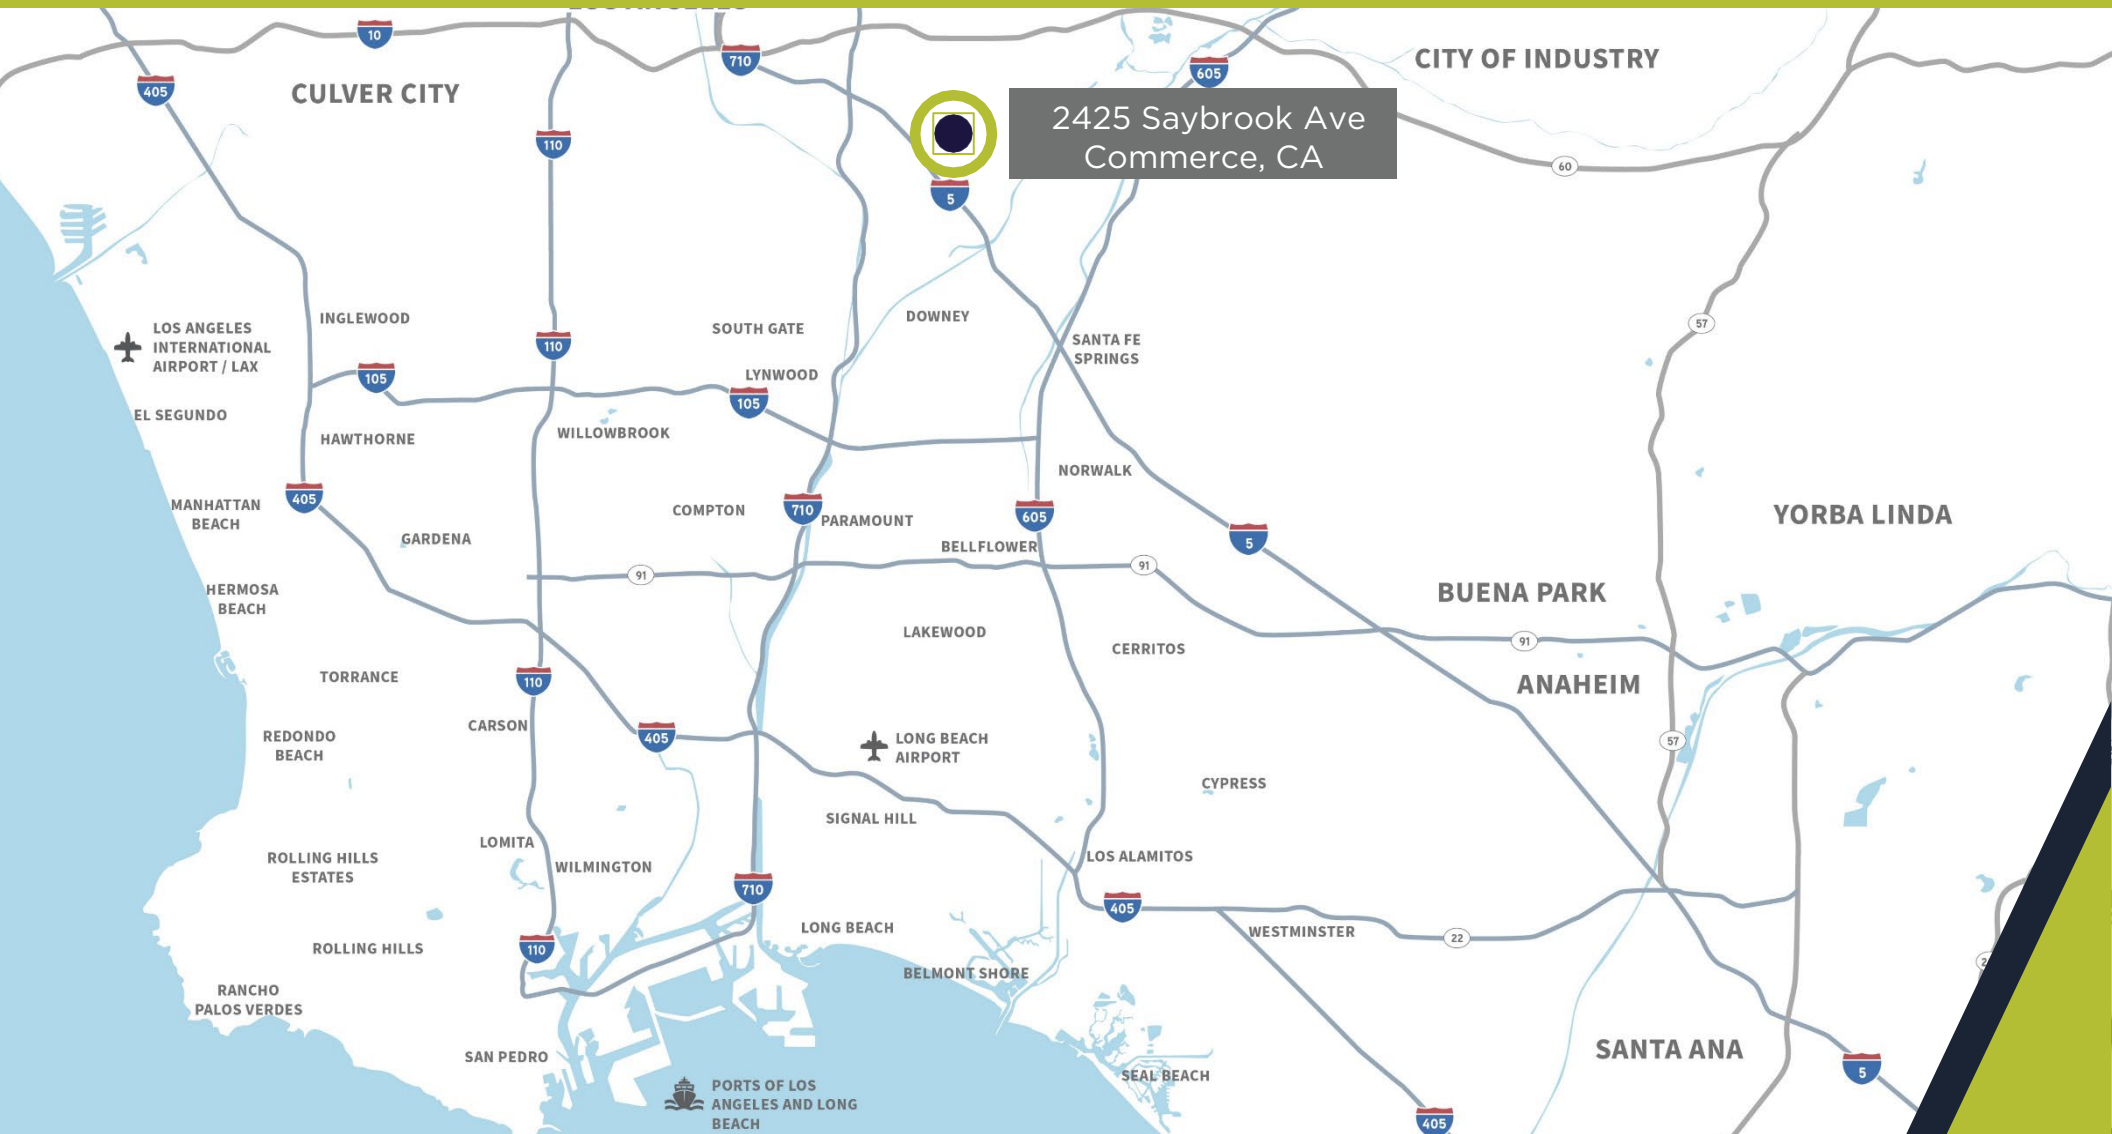 LOS ANGELES
10
710
605
CITY OF INDUSTRY
405
CULVER CITY
2425 Saybrook Ave
Commerce, CA
110
60
5
INGLEWOOD
LOS ANGELES
INTERNATIONAL
AIRPORT / LAX
SOUTH GATE
DOWNEY
SANTA FE
SPRINGS
57
110
105
LYNWOOD
105
EL SEGUNDO
HAWTHORNE
WILLOWBROOK
NORWALK
405
MANHATTAN
BEACH
COMPTON
710
PARAMOUNT
605
YORBA LINDA
GARDENA
BELLFLOWER
5
91
91
HERMOSA
BEACH
BUENA PARK
LAKEWOOD
CERRITOS
91
TORRANCE
110
ANAHEIM
CARSON
REDONDO
BEACH
405
LONG BEACH
AIRPORT
57
CYPRESS
SIGNAL HILL
LOMITA
ROLLING HILLS
ESTATES
WILMINGTON
LOS ALAMITOS
710
405
LONG BEACH
WESTMINSTER
22
ROLLING HILLS
110
BELMONT SHORE
2
RANCHO
PALOS VERDES
SANTA ANA
SAN PEDRO
SEAL BEACH
5
PORTS OF LOS
ANGELES AND LONG
BEACH
405